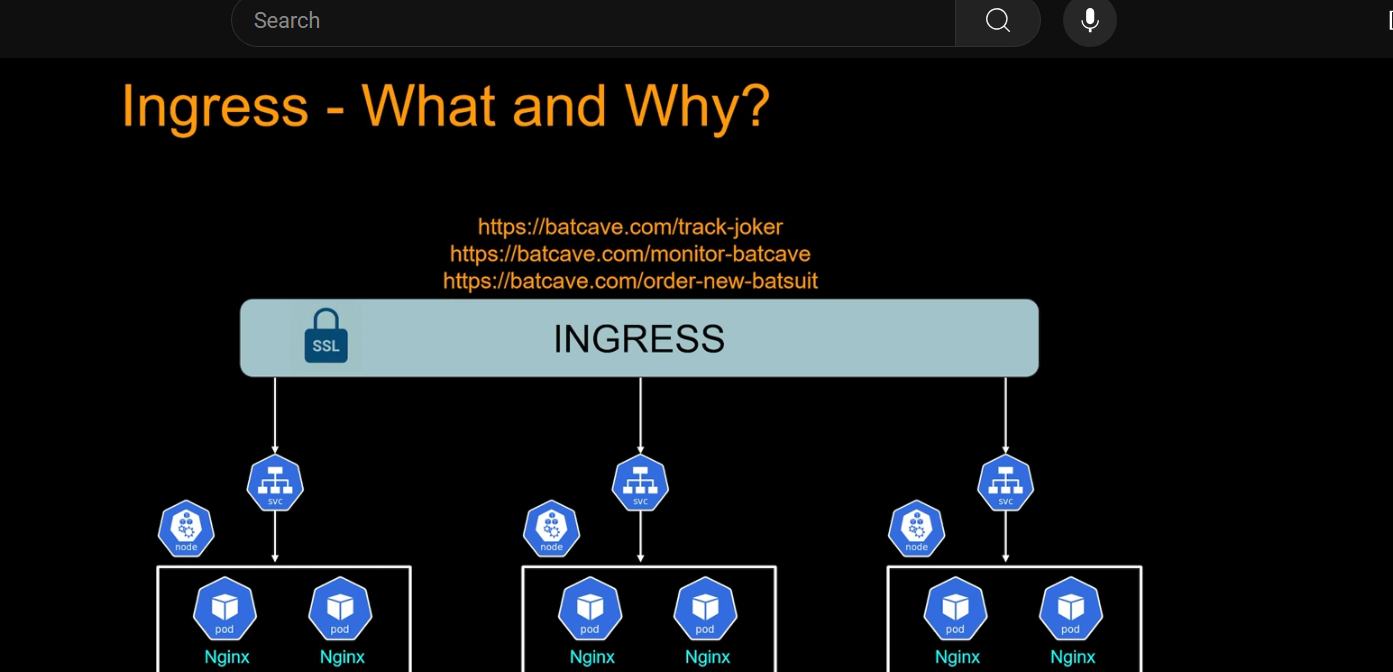 Search
Ingress - What and Why?
https://batcave.com/track-joker
https://batcave.com/monitor-batcave
https://batcave.com/order-new-batsuit
SSL
INGRESS
svc
svc
svc
node
node
node
pod
pod
pod
pod
pod
pod
Nginx
Nginx
Nginx
Nginx
Nginx
Nginx